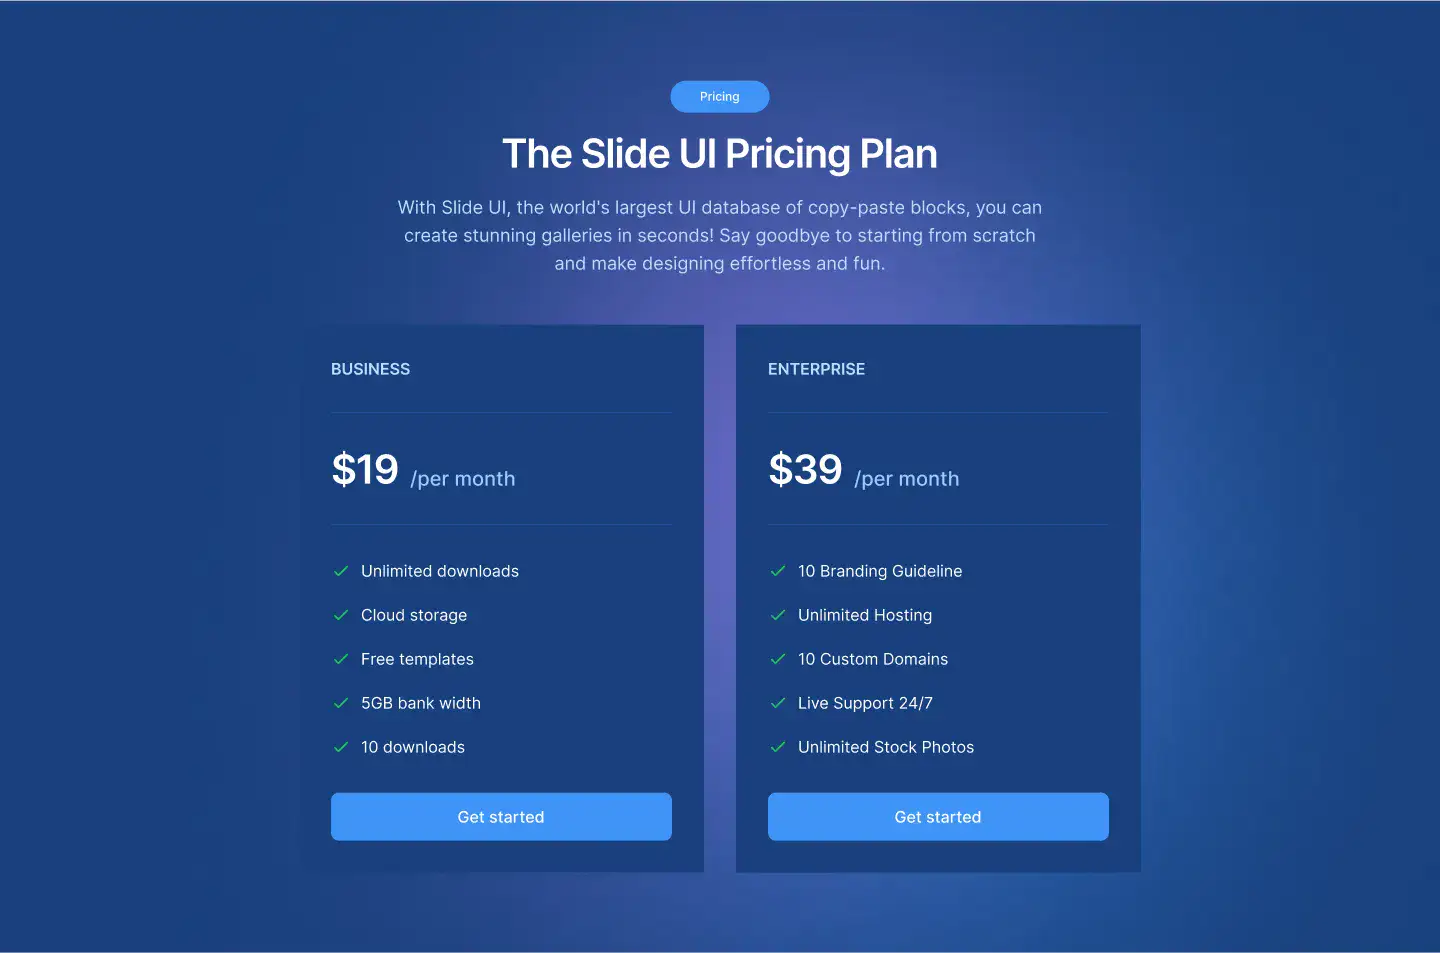 Pricing
The Slide UI Pricing Plan
With Slide UI, the world's largest UI database of copy-paste blocks, you can
create stunning galleries in seconds! Say goodbye to starting from scratch
and make designing effortless and fun.
BUSINESS
$19 /per month
Unlimited downloads
Cloud storage
Free templates
5GB bank width
10 downloads
Get started
ENTERPRISE
$39 /per month
10 Branding Guideline
Unlimited Hosting
10 Custom Domains
Live Support 24/7
Unlimited Stock Photos
Get started